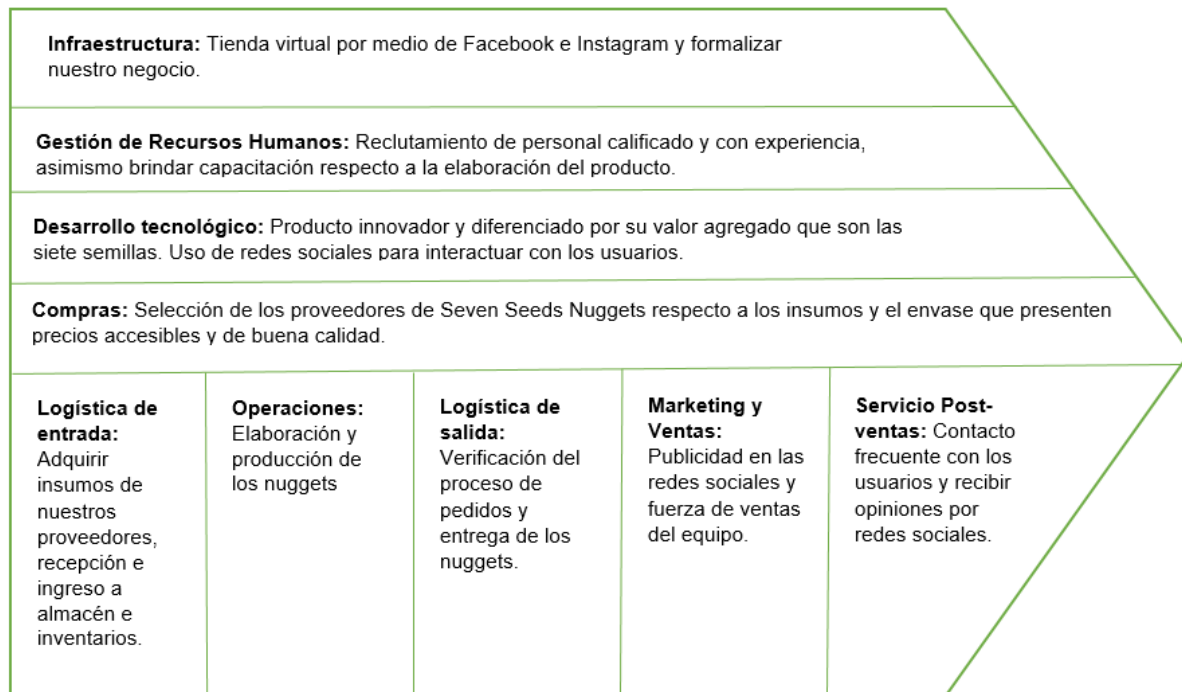 Infraestructura: Tienda virtual por medio de Facebook e Instagram y formalizar
nuestro negocio.
Gestión de Recursos Humanos: Reclutamiento de personal calificado y con experiencia,
asimismo brindar capacitación respecto a la elaboración del producto.
Desarrollo tecnológico: Producto innovador y diferenciado por su valor agregado que son las
siete semillas. Uso de redes sociales para interactuar con los usuarios.
Compras: Selección de los proveedores de Seven Seeds Nuggets respecto a los insumos y el envase que presenten
precios accesibles y de buena calidad.
Logística de
entrada:
Adquirir
insumos de
nuestros
proveedores,
recepción e
ingreso a
almacén e
inventarios.
Operaciones:
Elaboración y
producción de
los nuggets
Logística de
salida:
Verificación del
proceso de
pedidos y
entrega de los
nuggets.
Marketing y
Ventas:
Publicidad en las
redes sociales y
fuerza de ventas
del equipo.
Servicio Post-
ventas: Contacto
frecuente con los
usuarios y recibir
opiniones por
redes sociales.